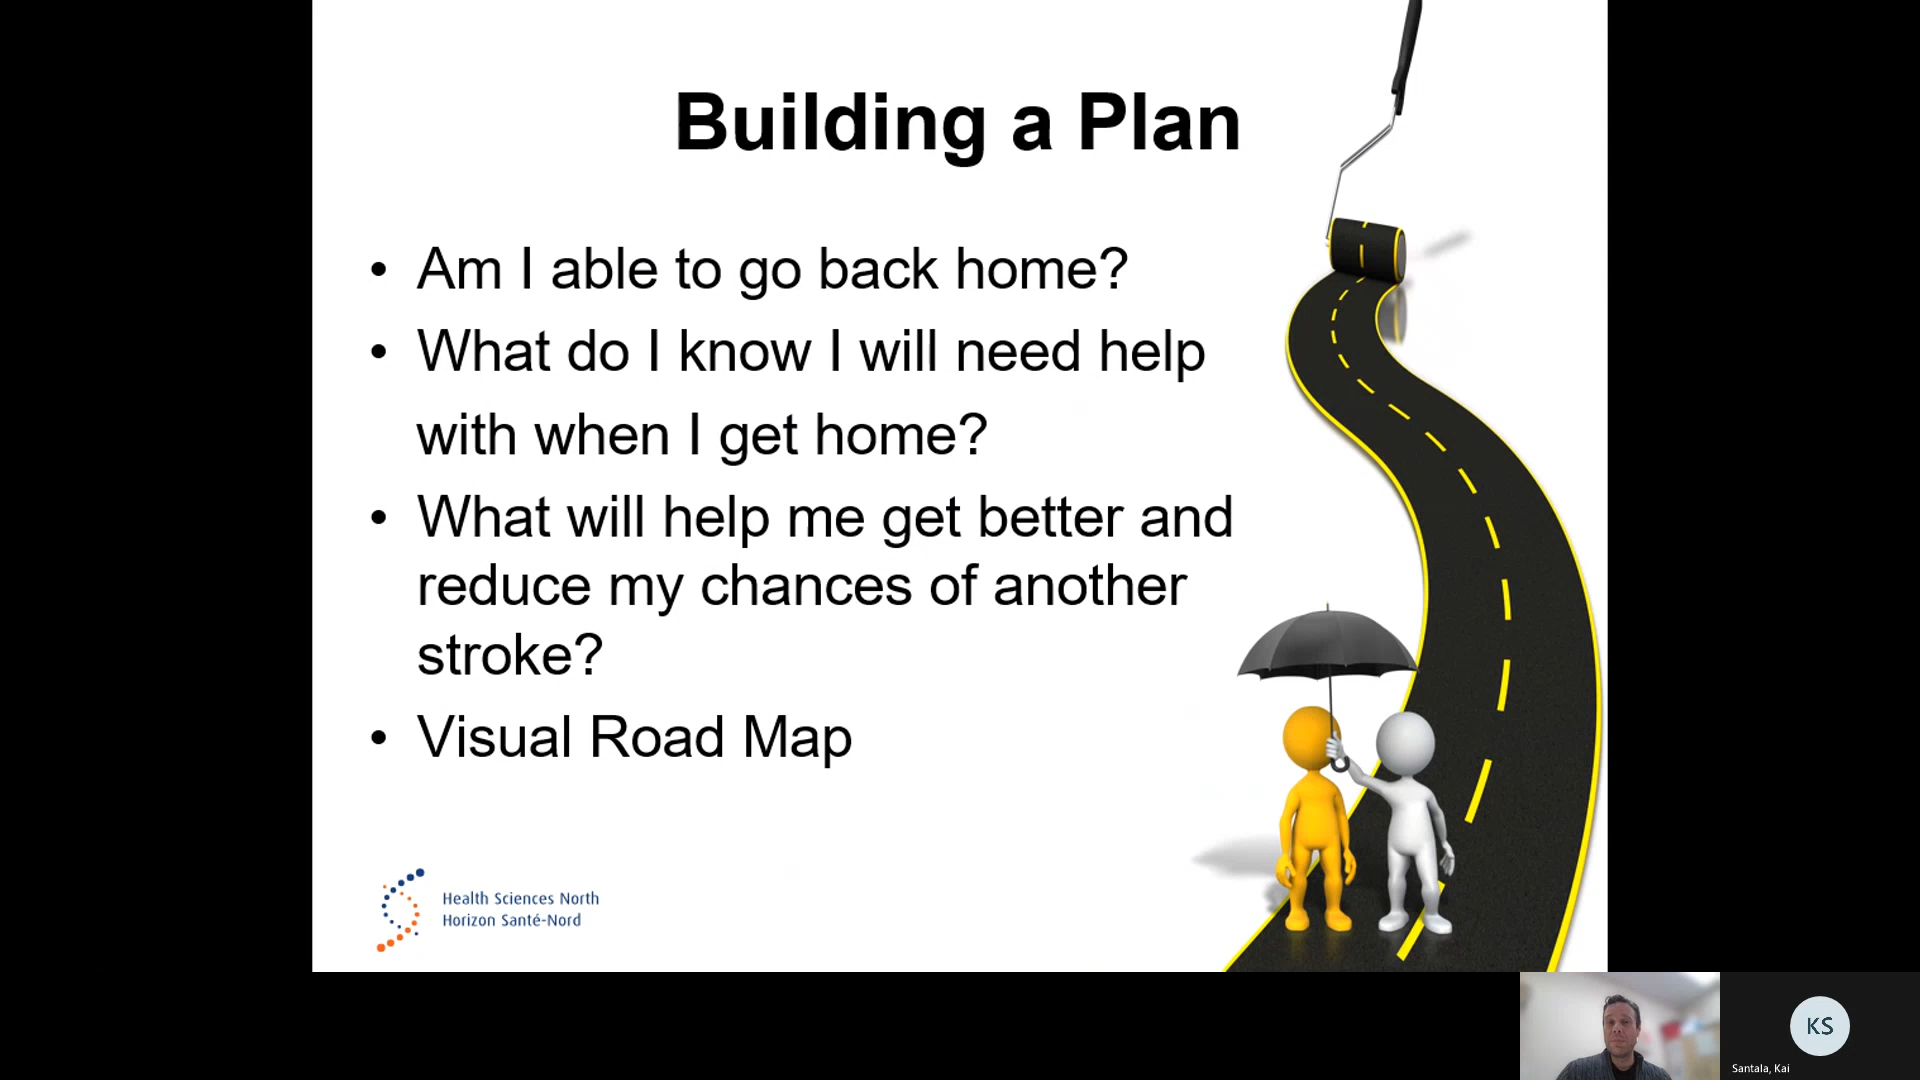 Building a Plan
• Am I able to go back home?
• What do I know I will need help
with when I get home?
• What will help me get better and
reduce my chances of another
stroke?
• Visual Road Map
Health Sciences North
Horizon Santé-Nord
KS
Santala, Kai